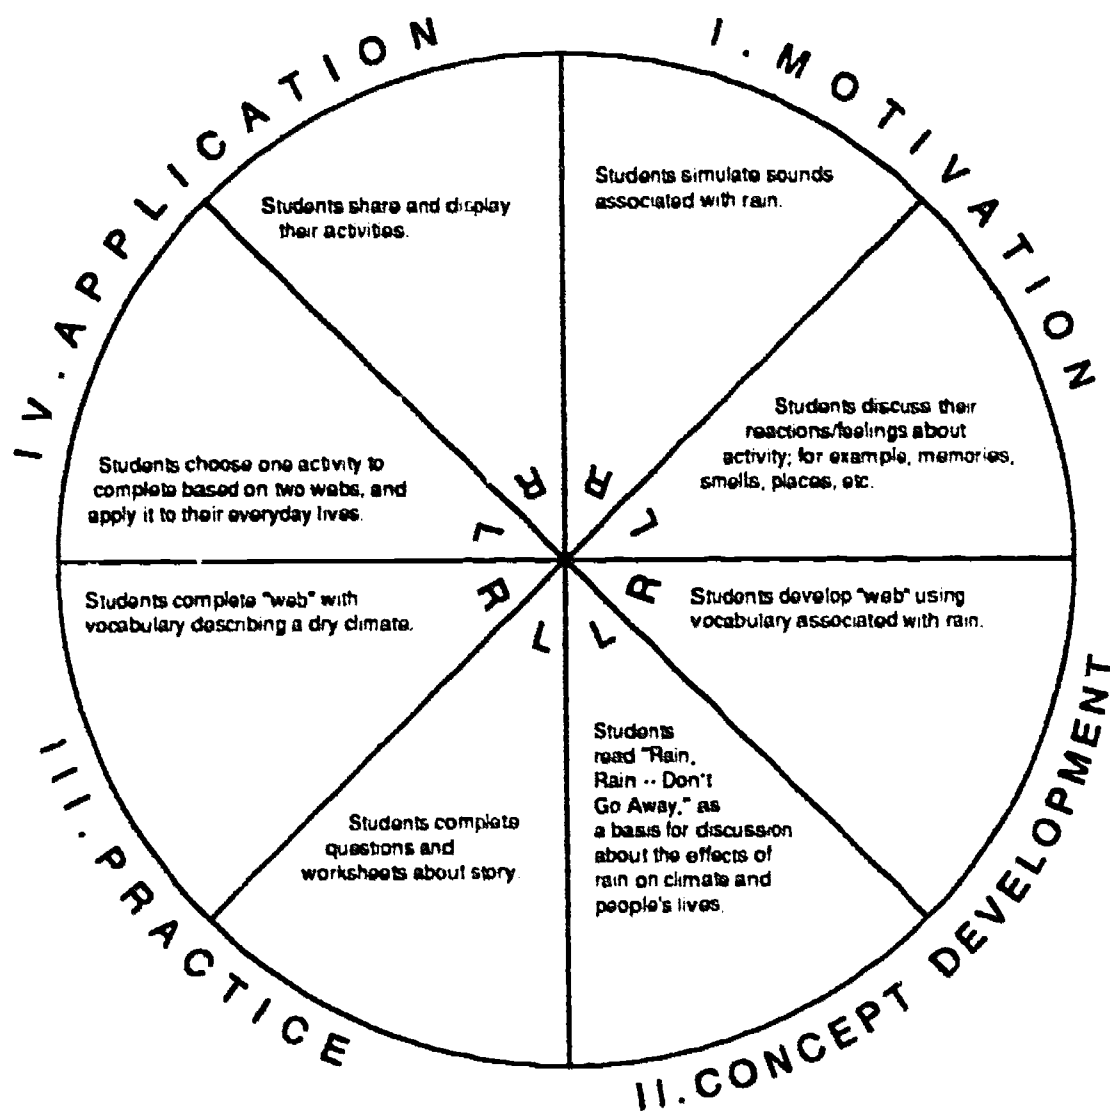 I. MOTIVATION
Students simulate sounds
associated with rain.
R
Students discuss their
reactions/feelings about
activity; for example, memories,
smells, places, etc.
L
II. CONCEPT DEVELOPMENT
Students develop "web" using
vocabulary associated with rain.
R
Students
read "Rain,
Rain -- Don't
Go Away," as
a basis for discussion
about the effects of
rain on climate and
people's lives.
L
III. PRACTICE
Students complete
questions and
worksheets about story.
L
Students complete "web" with
vocabulary describing a dry climate.
R
IV. APPLICATION
Students choose one activity to
complete based on two webs, and
apply it to their everyday lives.
L
Students share and display
their activities.
R